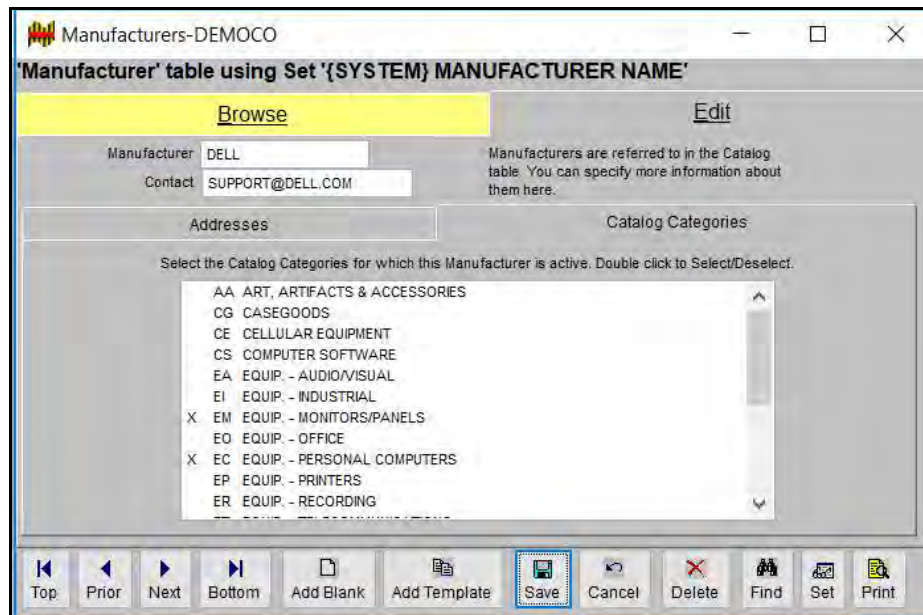 Manufacturers-DEMOCO
'Manufacturer' table using Set '{SYSTEM} MANUFACTURER NAME'
Browse
Edit
Manufacturer DELL
Contact SUPPORT@DELL.COM
Manufacturers are referred to in the Catalog
table. You can specify more information about
them here.
Addresses
Catalog Categories
Select the Catalog Categories for which this Manufacturer is active. Double click to Select/Deselect.
AA ART, ARTIFACTS & ACCESSORIES
CG CASEGOODS
CE CELLULAR EQUIPMENT
CS COMPUTER SOFTWARE
EA EQUIP. - AUDIO/VISUAL
EI EQUIP. - INDUSTRIAL
X EM EQUIP. - MONITORS/PANELS
EO EQUIP. - OFFICE
X EC EQUIP. - PERSONAL COMPUTERS
EP EQUIP. - PRINTERS
ER EQUIP. - RECORDING
Top Prior Next Bottom Add Blank Add Template Save Cancel Delete Find Set Print